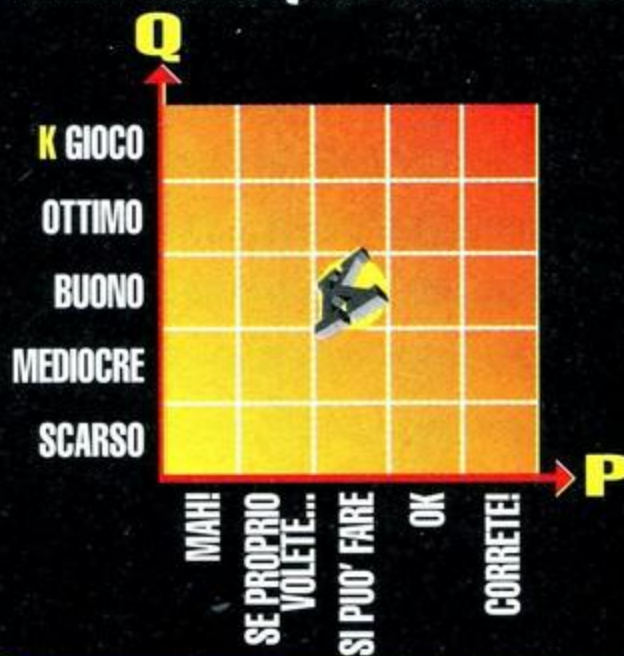 Q
K GIOCO
OTTIMO
BUONO
MEDIOCRE
SCARSO
P
MAH!
SE PROPRIO
VOLETE...
SI PUO' FARE
OK
CORRETE!